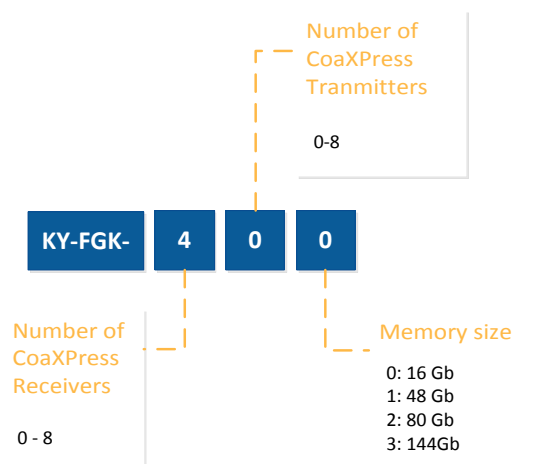 Number of
CoaXPress
Tranmitters
0-8
KY-FGK- 4 0 0
Number of
CoaXPress
Receivers
0 - 8
Memory size
0: 16 Gb
1: 48 Gb
2: 80 Gb
3: 144Gb